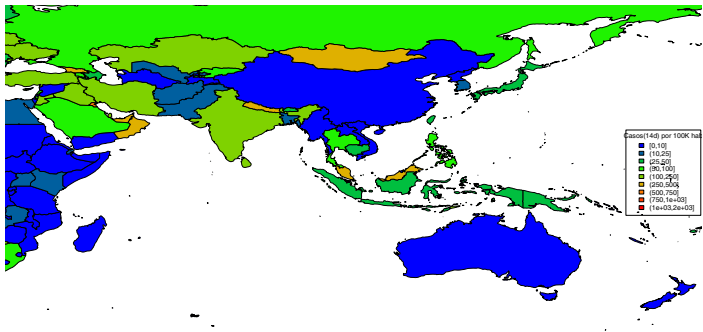 Casos(14d) por 100K hab
[0,10]
(10,25]
(25,50]
(50,100]
(100,250]
(250,500]
(500,750]
(750,1e+03]
(1e+03,2e+03]